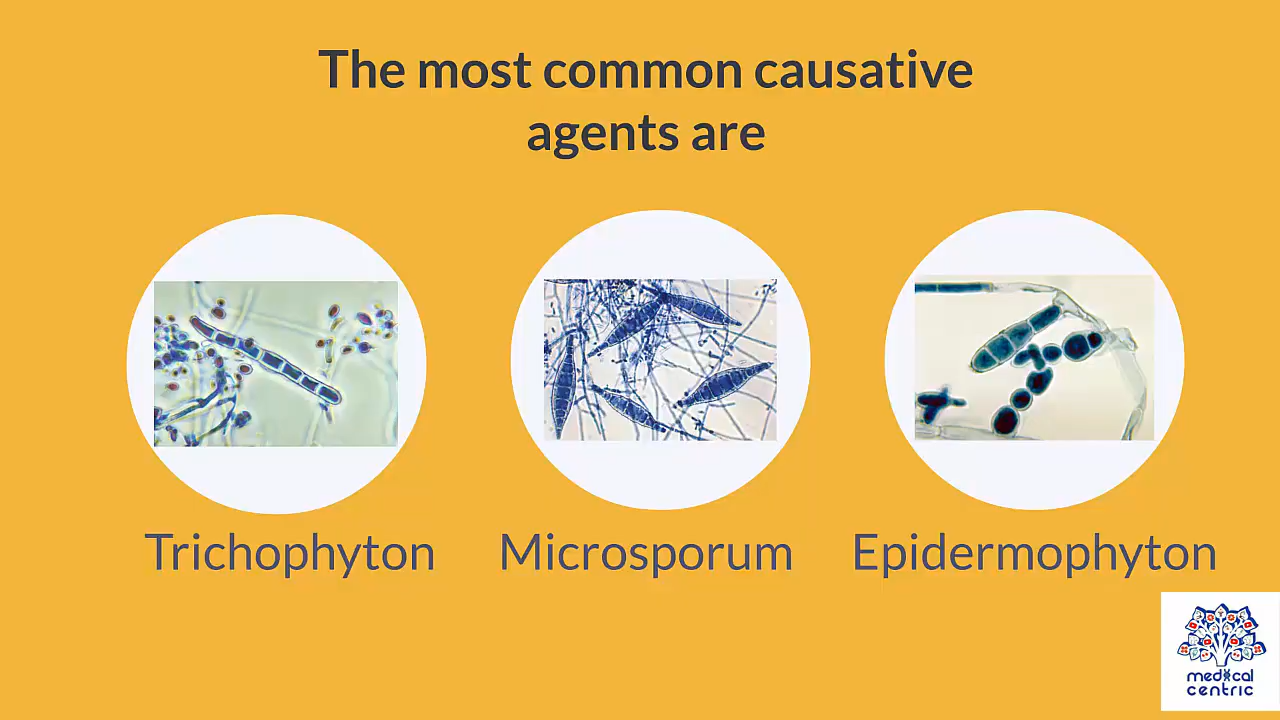 The most common causative
agents are
Trichophyton
Microsporum
Epidermophyton
medical
centric